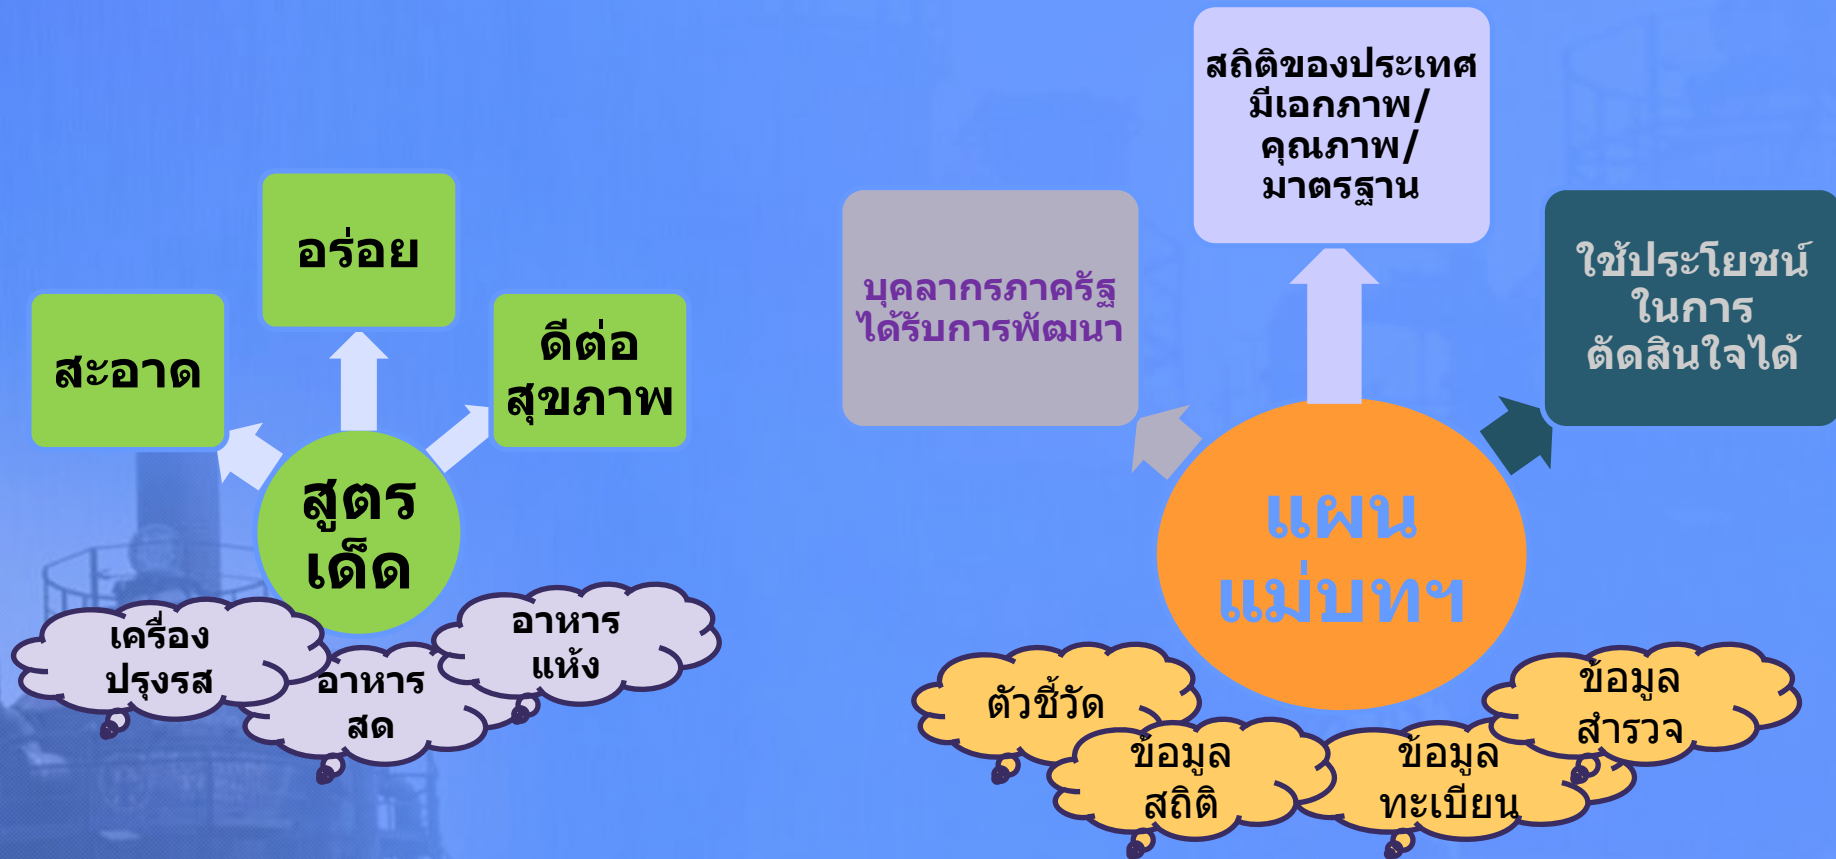 อร่อย
สะอาด
ดีต่อ
สุขภาพ
สูตร
เด็ด
เครื่อง
ปรุงรส
อาหาร
สด
อาหาร
แห้ง
สถิติของประเทศ
มีเอกภาพ/
คุณภาพ/
มาตรฐาน
บุคลากรภาครัฐ
ได้รับการพัฒนา
ใช้ประโยชน์
ในการ
ตัดสินใจได้
แผน
แม่บทฯ
ตัวชี้วัด
ข้อมูล
สถิติ
ข้อมูล
ทะเบียน
ข้อมูล
สำรวจ